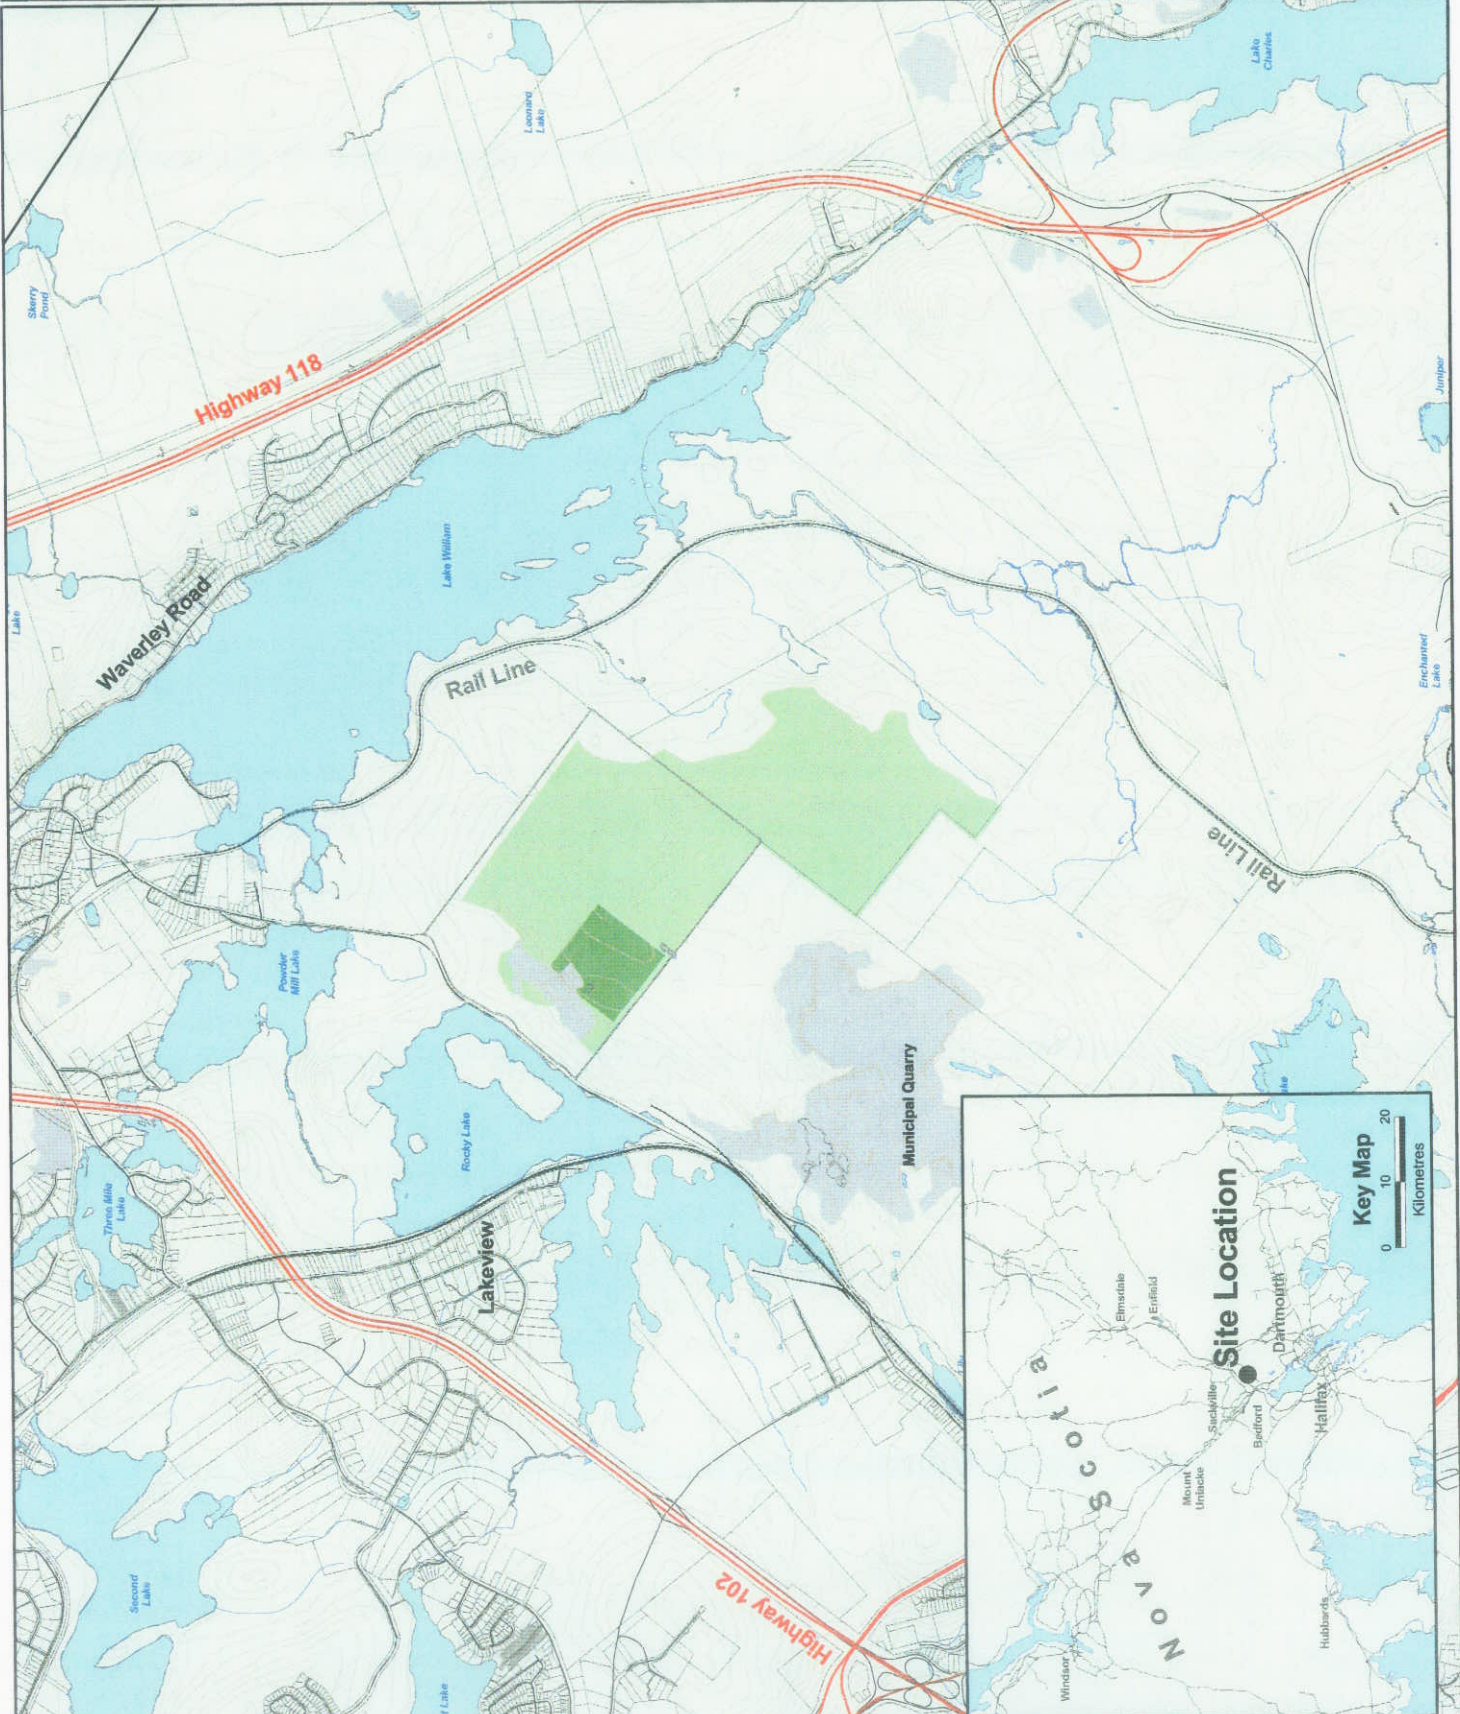 Lake
Charles
Leonard
Lake
Skerry
Pond
Highway 118
Juniper
Lake William
Lake
Waverley Road
Rail Line
Enchanted
Lake
Rail Line
Powder
Mill Lake
Rocky Lake
Municipal Quarry
Three Mile
Lake
Lakeview
Second
Lake
Lake
Highway 102
Key Map
0 10 20
Kilometres
Site Location
Elmsdale
Enfield
Dartmouth
Sackville
Bedford
Halifax
Mount
Uniacke
Nova Scotia
Windsor
Hubbards